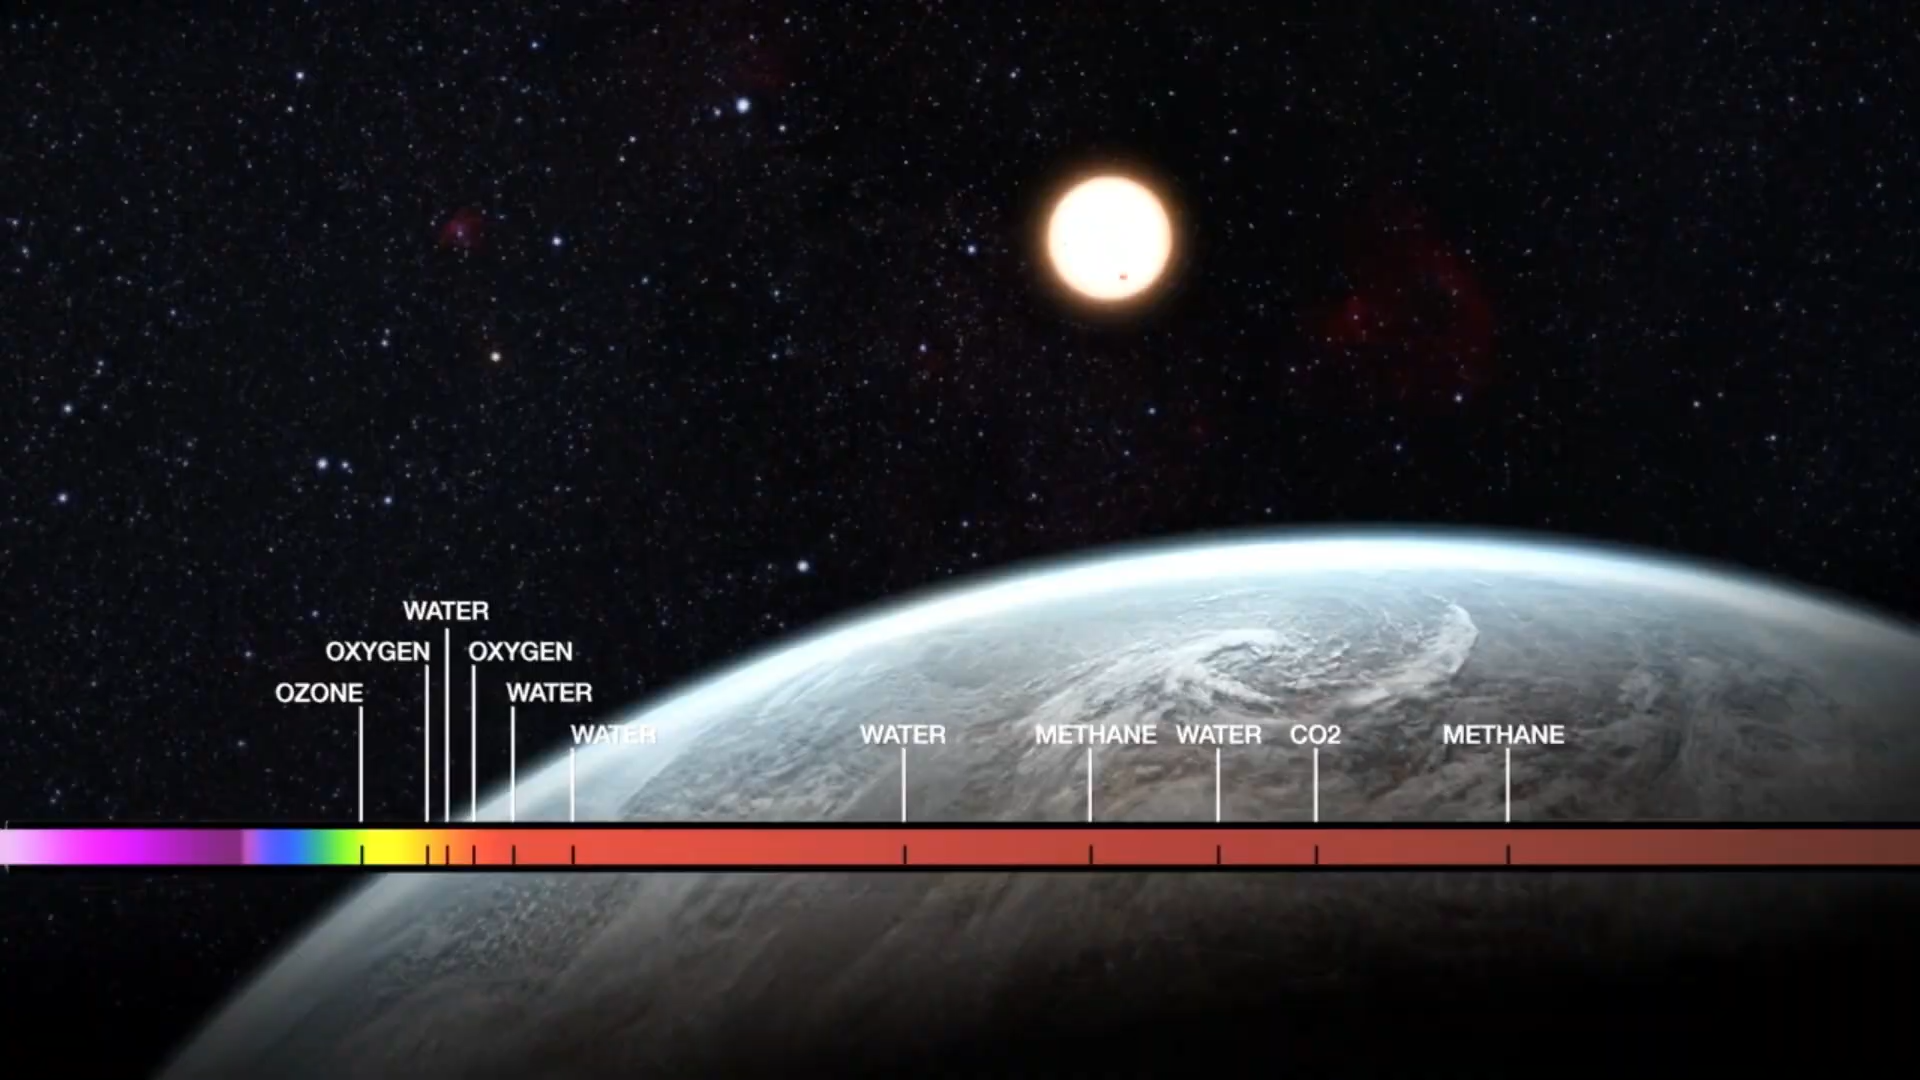 WATER
OXYGEN OXYGEN
OZONE WATER
WATER WATER METHANE WATER CO2 METHANE